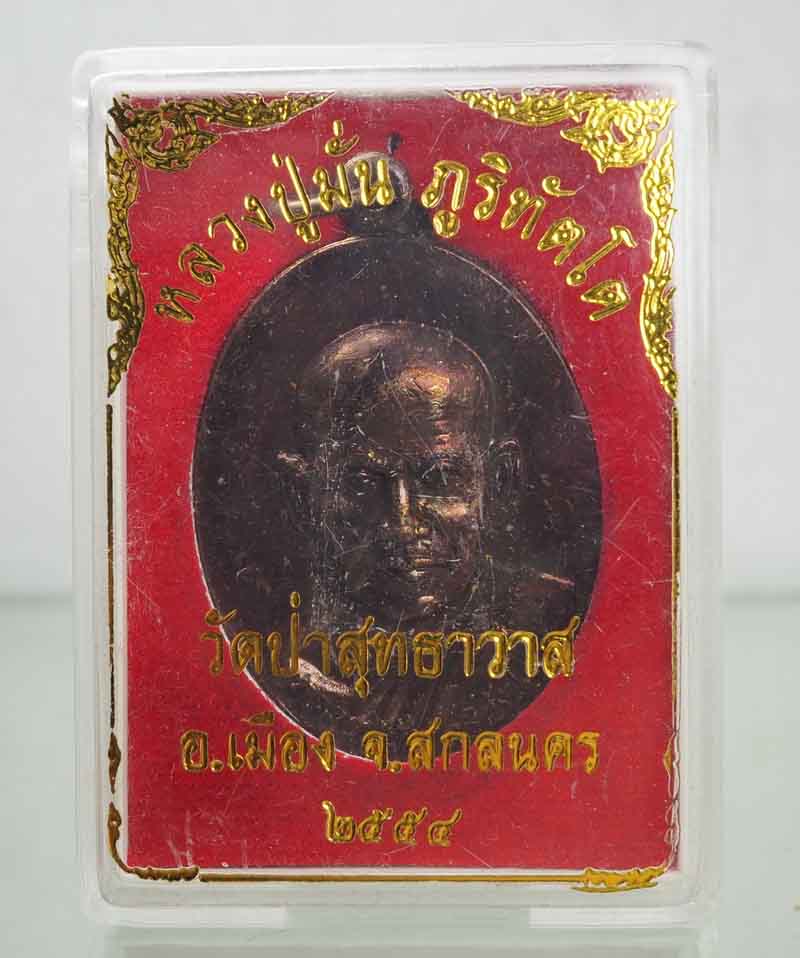 หลวงปู่มั่น ภูริทัตโต
วัดป่าสุทธาวาส
อ.เมือง จ.สกลนคร
๒๕๕๔